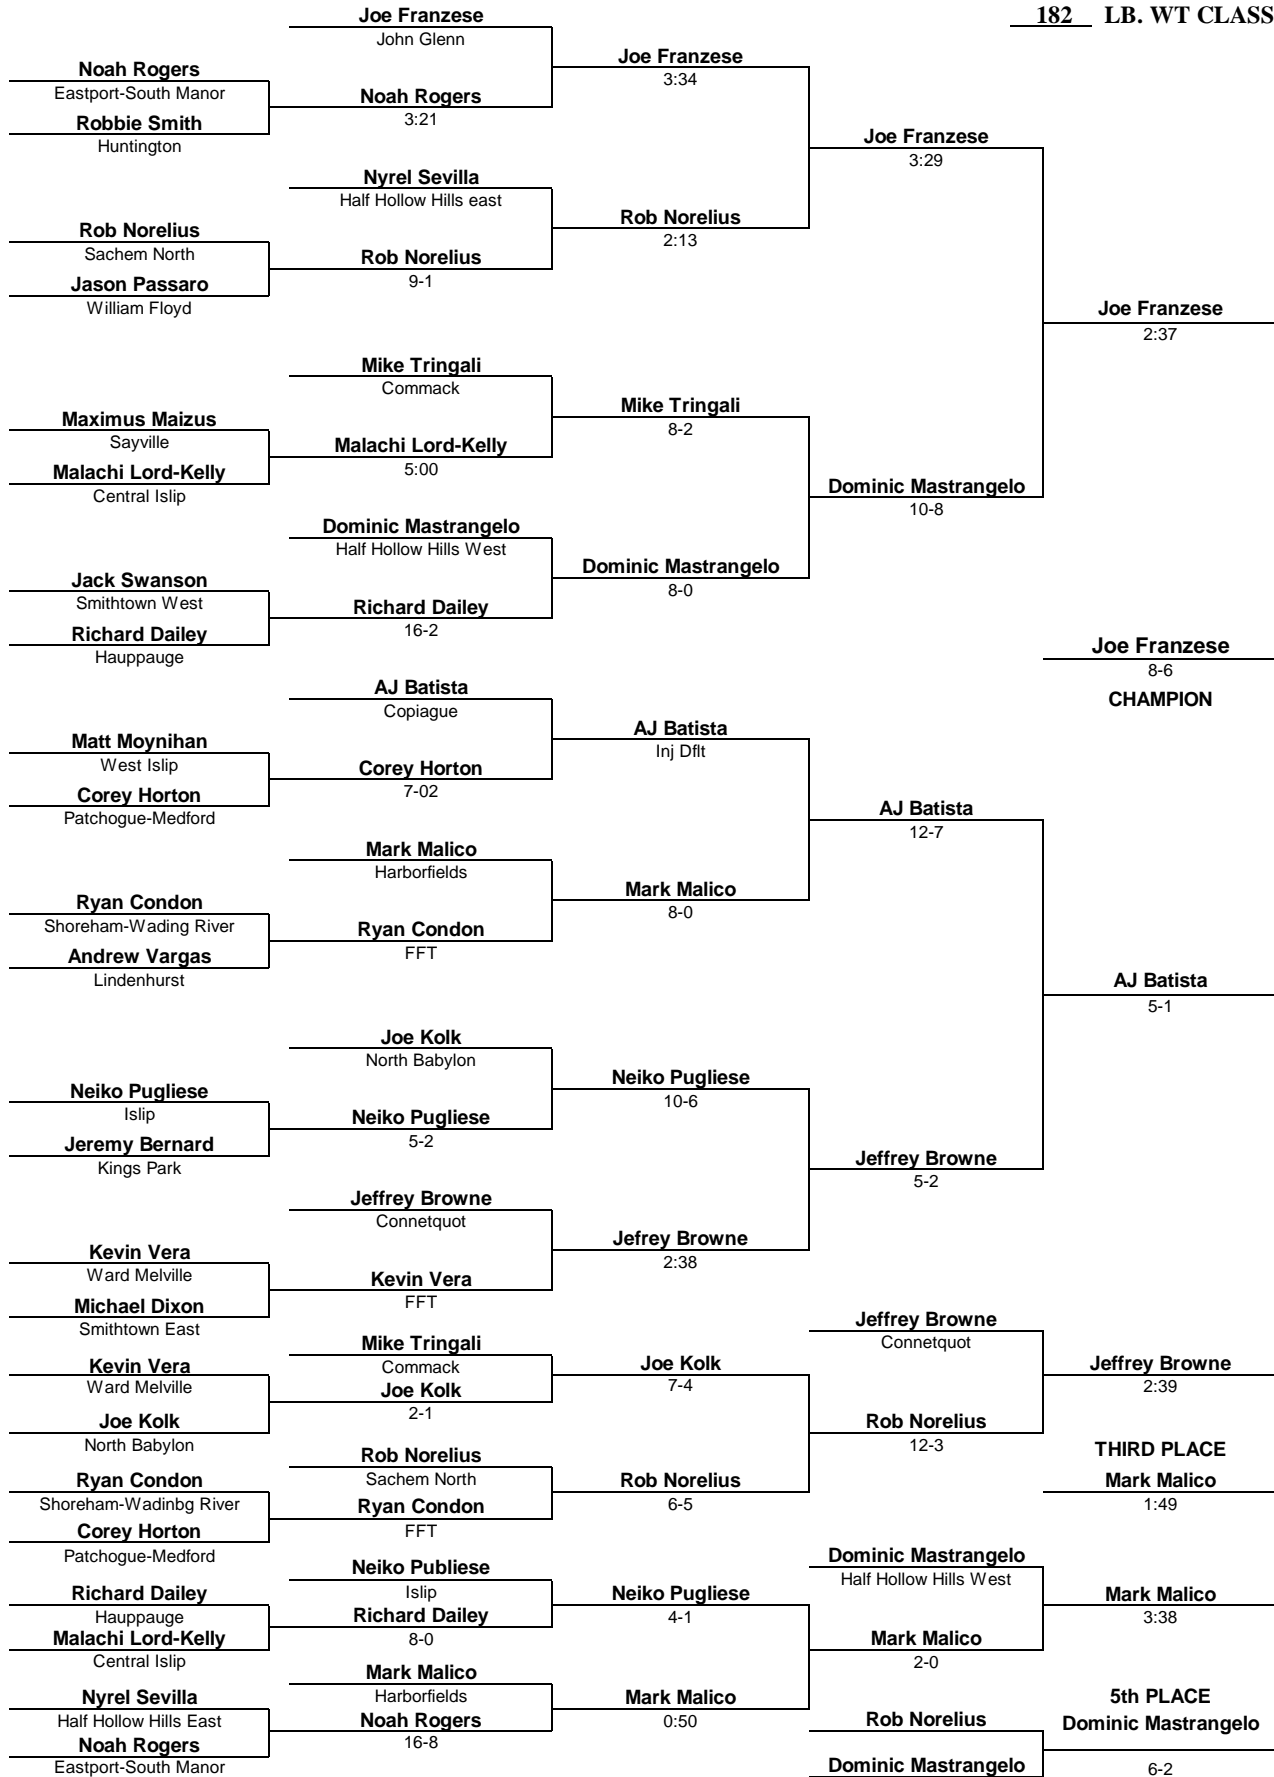 Joe Franzese
182 LB. WT CLASS
John Glenn
Joe Franzese
Noah Rogers
3:34
Eastport-South Manor
Noah Rogers
Robbie Smith
3:21
Huntington
Joe Franzese
3:29
Nyrel Sevilla
Half Hollow Hills east
Rob Norelius
Rob Norelius
2:13
Sachem North
Rob Norelius
Jason Passaro
9-1
William Floyd
Joe Franzese
2:37
Mike Tringali
Commack
Mike Tringali
Maximus Maizus
8-2
Sayville
Malachi Lord-Kelly
Malachi Lord-Kelly
5:00
Central Islip
Dominic Mastrangelo
10-8
Dominic Mastrangelo
Half Hollow Hills West
Dominic Mastrangelo
Jack Swanson
8-0
Smithtown West
Richard Dailey
Richard Dailey
16-2
Hauppauge
Joe Franzese
8-6
CHAMPION
AJ Batista
Copiague
AJ Batista
Matt Moynihan
Inj Dflt
West Islip
Corey Horton
Corey Horton
7-02
Patchogue-Medford
AJ Batista
12-7
Mark Malico
Harborfields
Mark Malico
Ryan Condon
8-0
Shoreham-Wading River
Ryan Condon
Andrew Vargas
FFT
Lindenhurst
AJ Batista
5-1
Joe Kolk
North Babylon
Neiko Pugliese
Neiko Pugliese
10-6
Islip
Neiko Pugliese
Jeremy Bernard
5-2
Kings Park
Jeffrey Browne
5-2
Jeffrey Browne
Connetquot
Jefrey Browne
Kevin Vera
2:38
Ward Melville
Kevin Vera
Michael Dixon
FFT
Smithtown East
Jeffrey Browne
Connetquot
Mike Tringali
Commack
Joe Kolk
Jeffrey Browne
Kevin Vera
7-4
2:39
Ward Melville
Joe Kolk
2-1
Joe Kolk
Rob Norelius
North Babylon
12-3
THIRD PLACE
Rob Norelius
Sachem North
Rob Norelius
Mark Malico
Ryan Condon
6-5
1:49
Shoreham-Wadinbg River
Ryan Condon
Corey Horton
FFT
Patchogue-Medford
Dominic Mastrangelo
Half Hollow Hills West
Neiko Publiese
Islip
Neiko Pugliese
Mark Malico
Richard Dailey
4-1
3:38
Hauppauge
Richard Dailey
Malachi Lord-Kelly
8-0
Central Islip
Mark Malico
2-0
Mark Malico
Harborfields
Mark Malico
5th PLACE
Nyrel Sevilla
0:50
Half Hollow Hills East
Noah Rogers
Rob Norelius
Dominic Mastrangelo
Noah Rogers
16-8
Eastport-South Manor
Dominic Mastrangelo
6-2